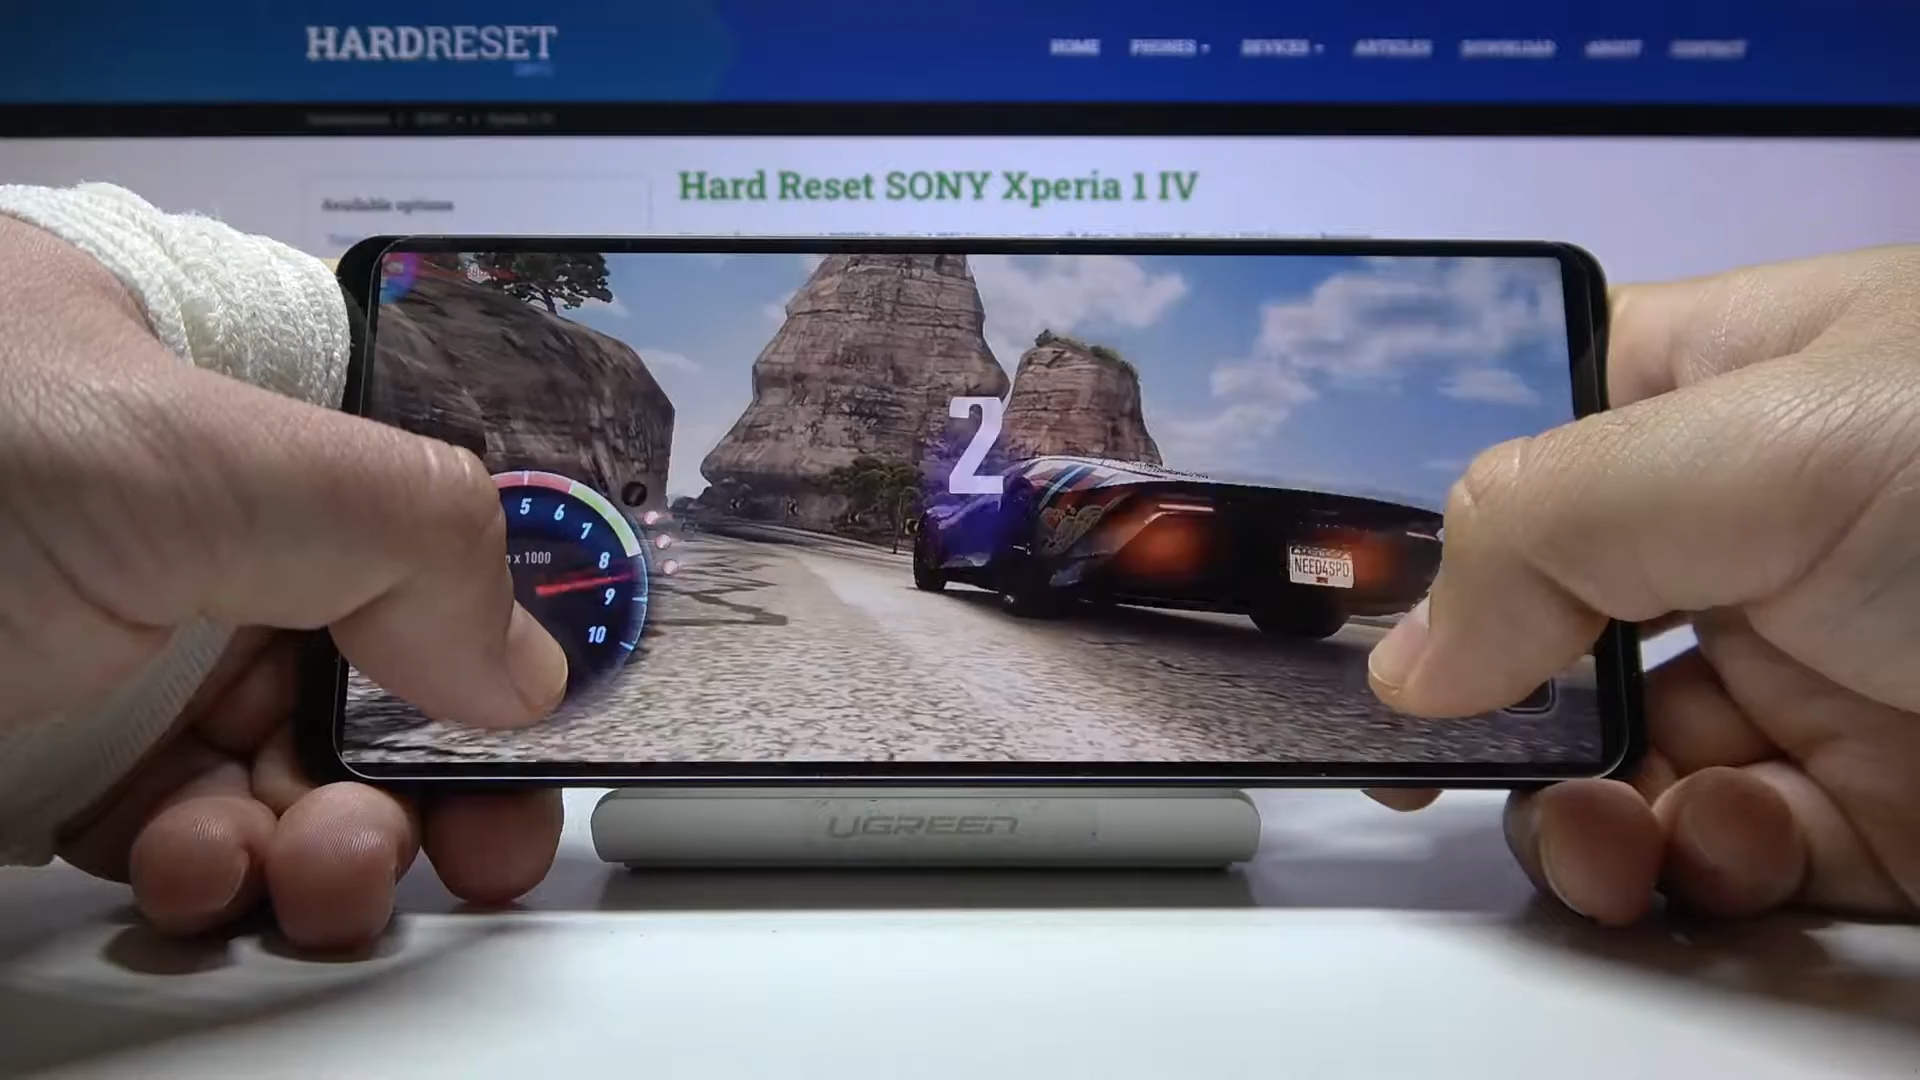 HARDRESET
HOME PHONES DEVICES ARTICLES DOWNLOAD ABOUT CONTACT
Available options
Hard Reset SONY Xperia 1 IV
2
5
6
7
x 1000
8
9
10
NEED4SPD
UGREEN